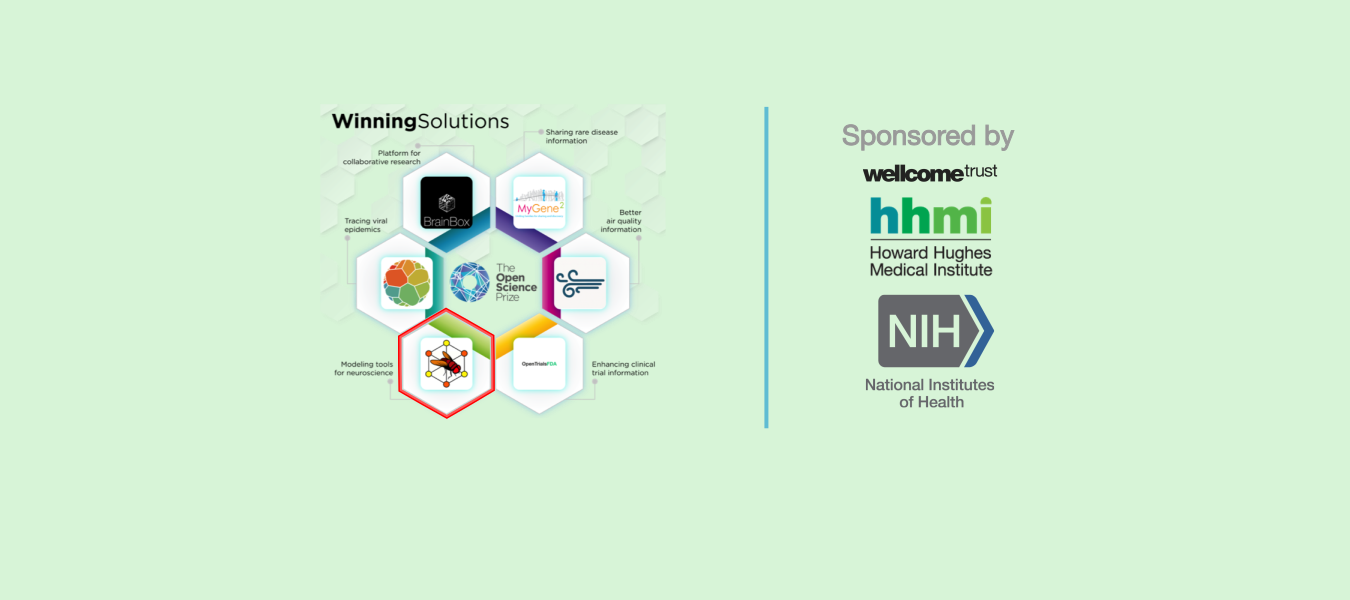 WinningSolutions
Sharing rare disease
information
Platform for
collaborative research
BrainBox
MyGene2
Tracing viral
epidemics
Better
air quality
information
The
Open
Science
Prize
Modeling tools
for neuroscience
OpenTrialsFDA
Enhancing clinical
trial information
Sponsored by
wellcometrust
hhmi
Howard Hughes
Medical Institute
NIH
National Institutes
of Health